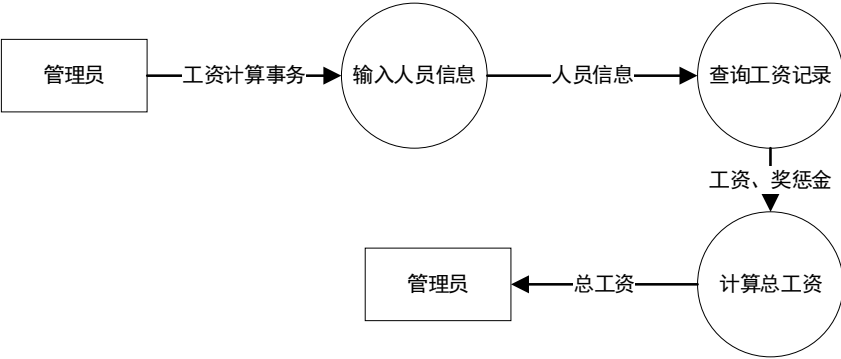 管理员
工资计算事务
输入人员信息
人员信息
查询工资记录
工资、奖惩金
管理员
总工资
计算总工资